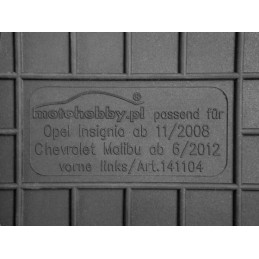 motohobby.pl passend für
Opel Insignia ab 11/2008
Chevrolet Malibu ab 6/2012
vorne links/Art.141104